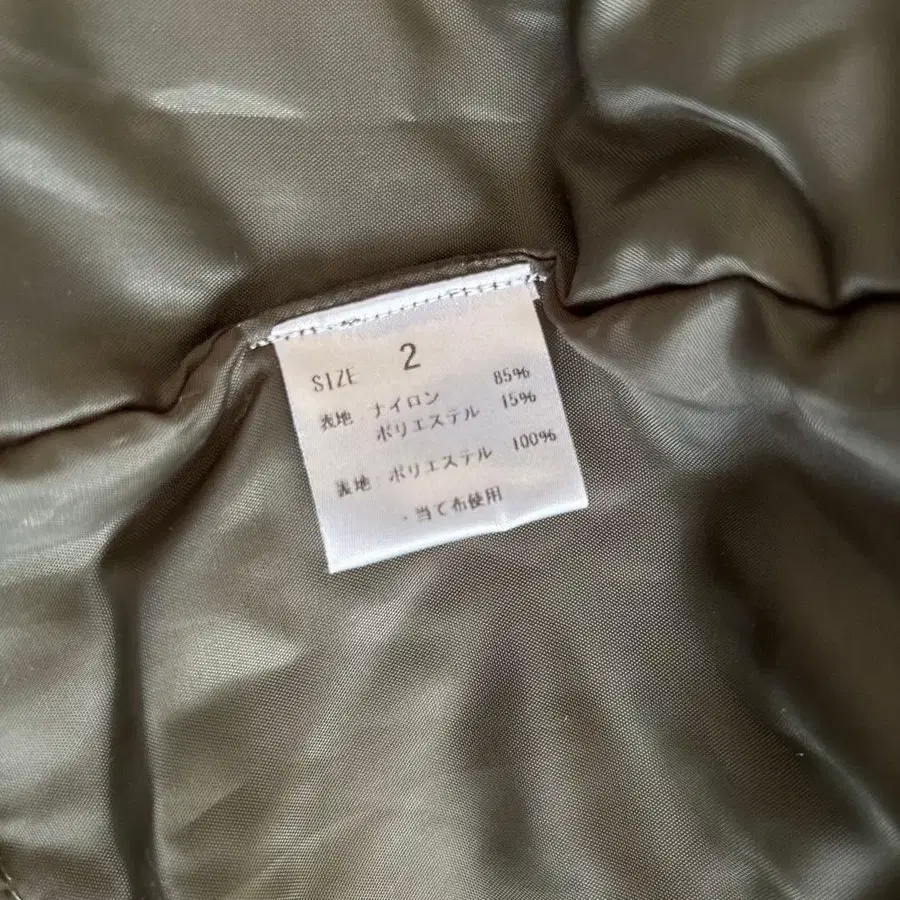 SIZE 2
表地 ナイロン 85%
ポリエステル 15%
表地 : ポリエステル 100%
・当て布使用